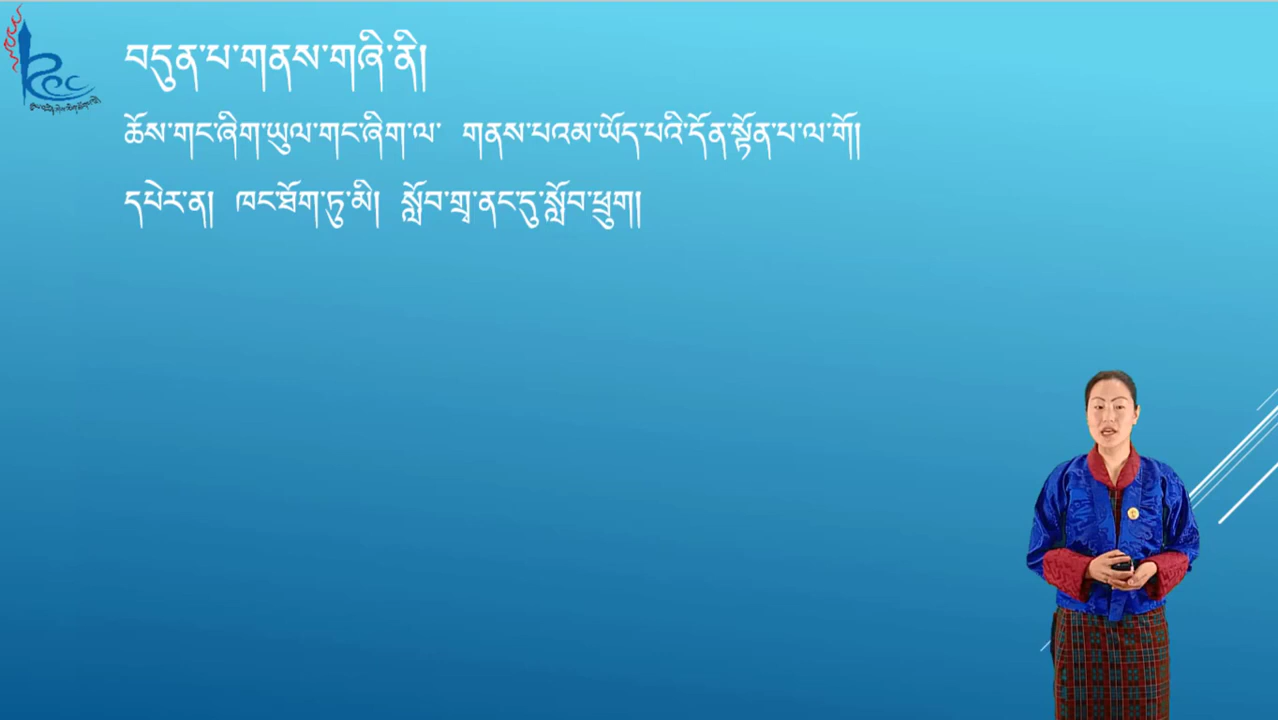 བདུན་པ་གནས་གཞི་ནི།
ཆོས་གང་ཞིག་ཡུལ་གང་ཞིག་ལ་ གནས་པའམ་ཡོད་པའི་དོན་སྟོན་པ་ལ་གོ།
དཔེར་ན། ཁང་ཐོག་ཏུ་མི། སློབ་གྲྭ་ནང་དུ་སློབ་ཕྲུག།